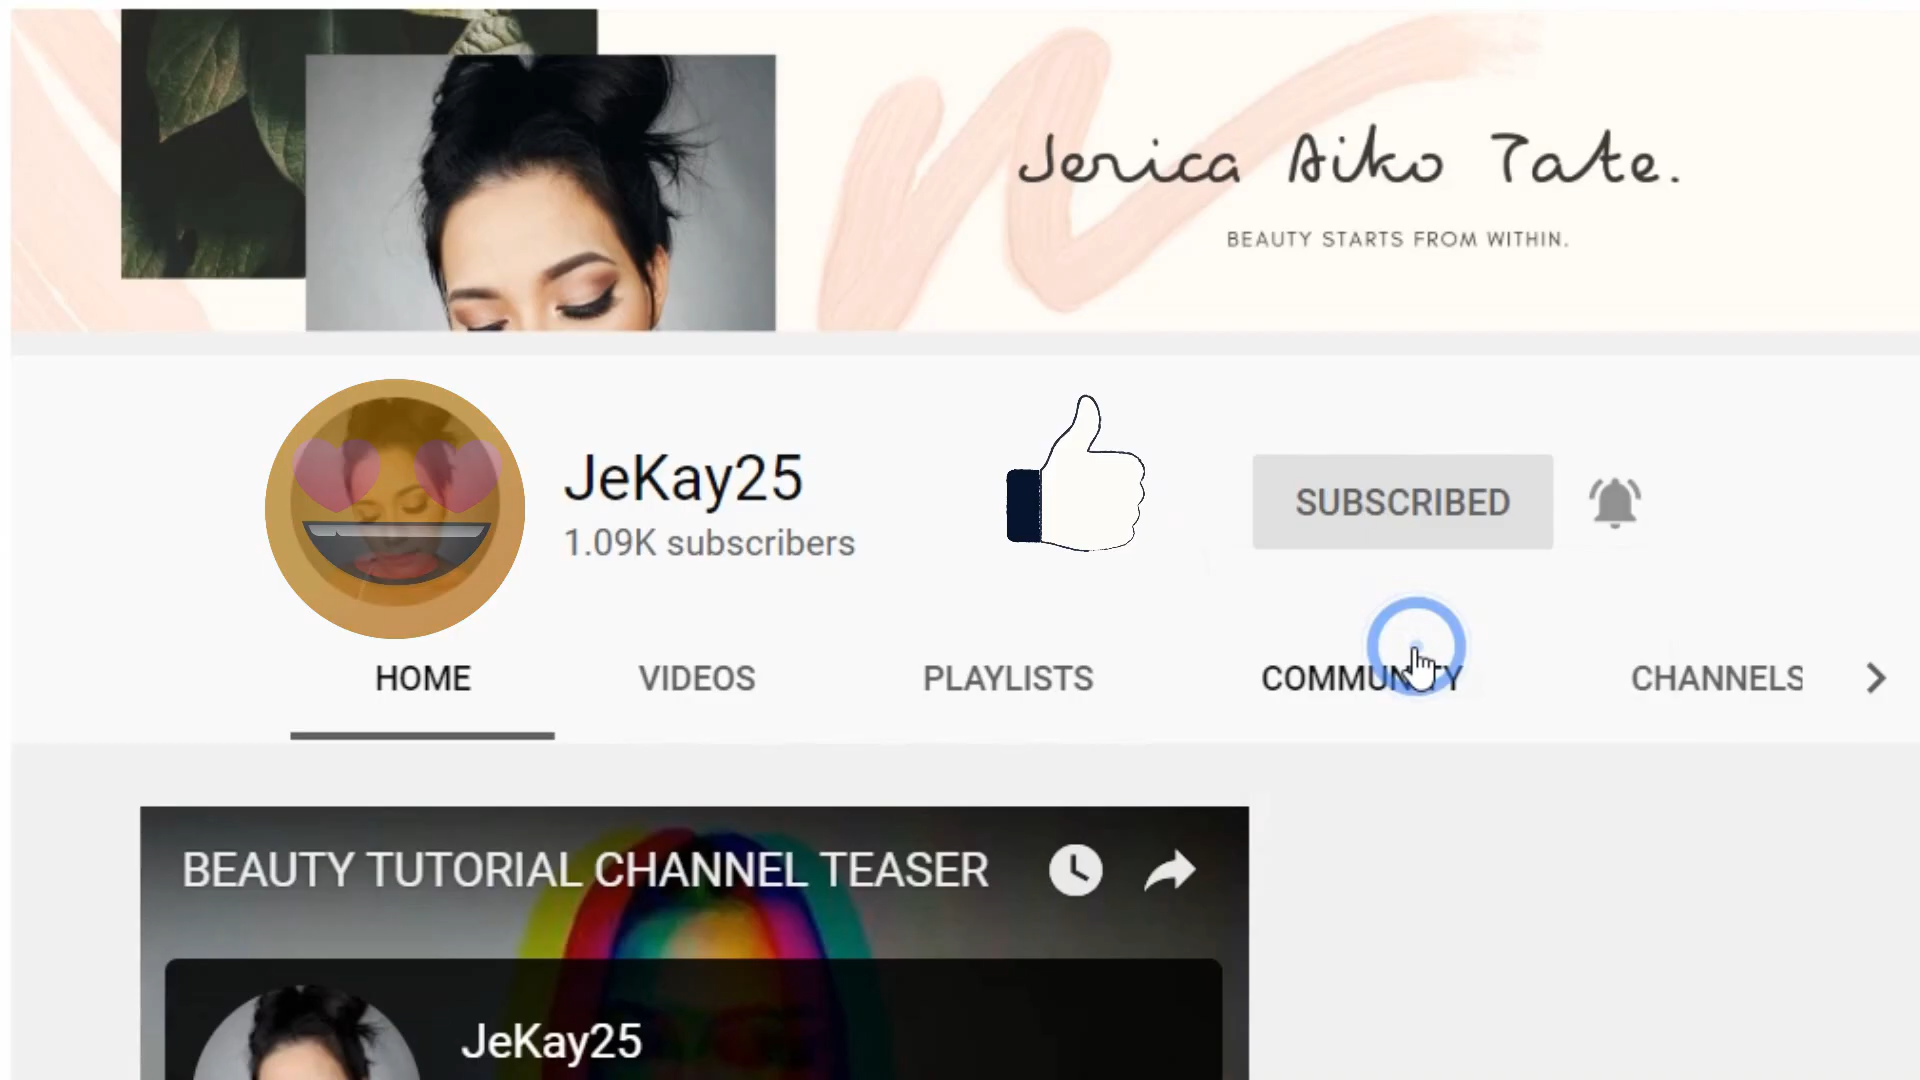 Jerica Aiko Tate.
BEAUTY STARTS FROM WITHIN.
JeKay25
1.09K subscribers
SUBSCRIBED
HOME VIDEOS PLAYLISTS COMMUNITY CHANNELS
BEAUTY TUTORIAL CHANNEL TEASER
JeKay25